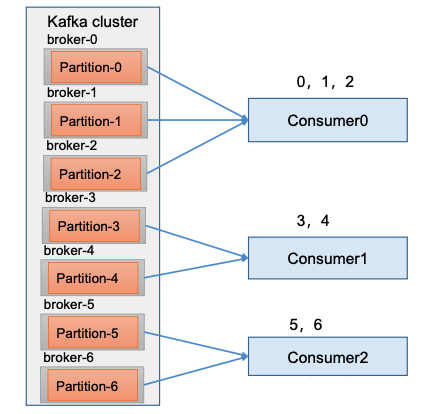 Kafka cluster
broker-0
Partition-0
broker-1
Partition-1
broker-2
Partition-2
broker-3
Partition-3
broker-4
Partition-4
broker-5
Partition-5
broker-6
Partition-6
0, 1, 2
Consumer0
3, 4
Consumer1
5, 6
Consumer2